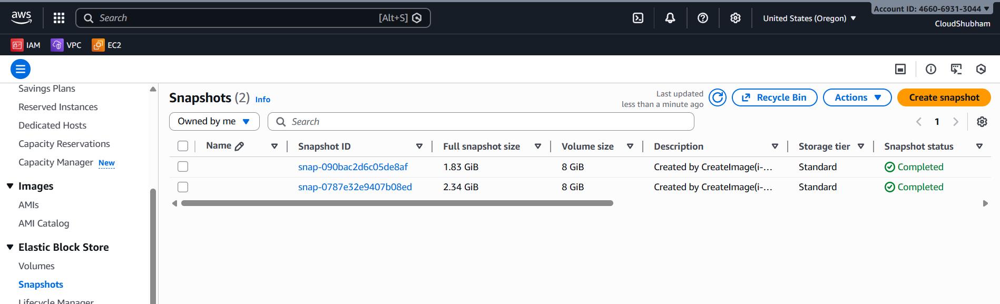 aws
Search [Alt+S]
United States (Oregon)
Account ID: 4660-6931-3044
CloudShubham
IAM VPC EC2
Savings Plans
Reserved Instances
Dedicated Hosts
Capacity Reservations
Capacity Manager New
Images
AMIs
AMI Catalog
Elastic Block Store
Volumes
Snapshots
Lifecycle Manager
Snapshots (2) Info
Last updated
less than a minute ago
Recycle Bin
Actions
Create snapshot
Owned by me
Search
1
Name Snapshot ID Full snapshot size Volume size Description Storage tier Snapshot status
snap-090bac2d6c05de8af 1.83 GiB 8 GiB Created by CreateImage(i-... Standard Completed
snap-0787e32e9407b08ed 2.34 GiB 8 GiB Created by CreateImage(i-... Standard Completed